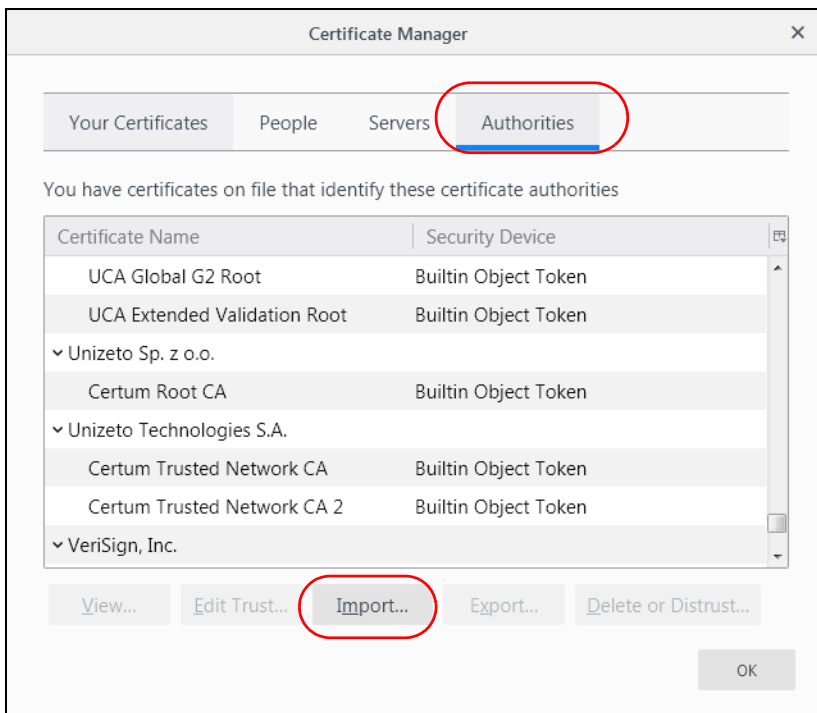 Certificate Manager
Your Certificates People Servers Authorities
You have certificates on file that identify these certificate authorities
Certificate Name Security Device
UCA Global G2 Root Builtin Object Token
UCA Extended Validation Root Builtin Object Token
Unizeto Sp. z o.o.
Certum Root CA Builtin Object Token
Unizeto Technologies S.A.
Certum Trusted Network CA Builtin Object Token
Certum Trusted Network CA 2 Builtin Object Token
VeriSign, Inc.
View... Edit Trust... Import... Export... Delete or Distrust...
OK